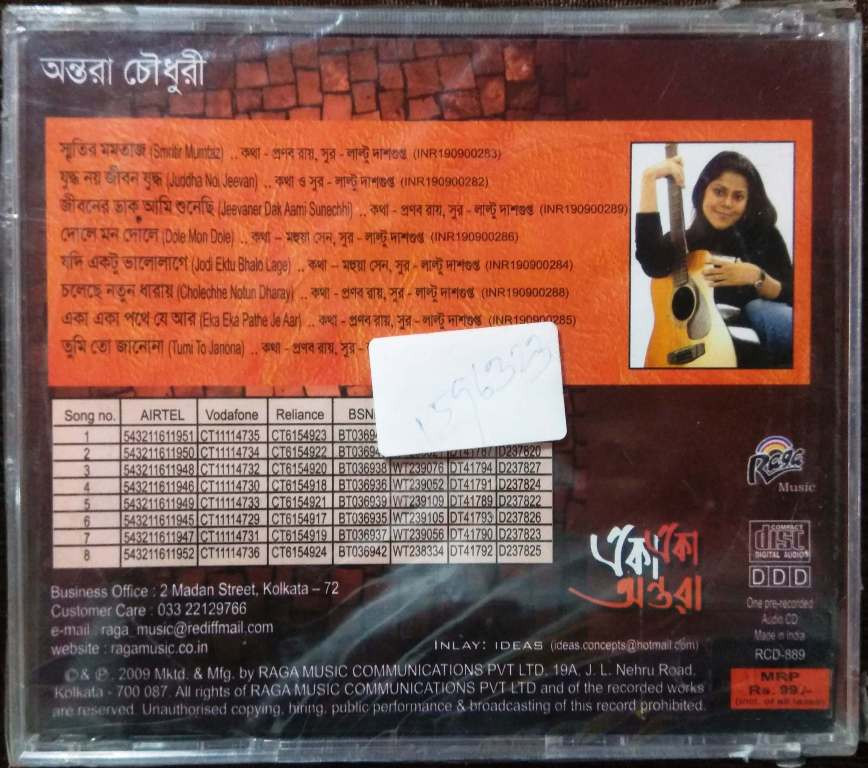 অন্তরা চৌধুরী
স্মৃতির মমতাজ (Smritir Mumtaz) .. কথা - প্রণব রায়, সুর - লাল্টু দাশগুপ্ত (INR190900283)
যুদ্ধ নয় জীবন যুদ্ধ (Juddha Noi Jeevan) .. কথা ও সুর - লাল্টু দাশগুপ্ত (INR190900282)
জীবনের ডাক আমি শুনেছি (Jeevaner Dak Aami Sunechhi) .. কথা - প্রণব রায়, সুর - লাল্টু দাশগুপ্ত (INR190900289)
দোলে মন দোলে (Dole Mon Dole) .. কথা – মহুয়া সেন, সুর - লাল্টু দাশগুপ্ত (INR190900286)
যদি একটু ভালোলাগে (Jodi Ektu Bhalo Lage) .. কথা – মহুয়া সেন, সুর - লাল্টু দাশগুপ্ত (INR190900284)
চলেছে নতুন ধারায় (Cholechhe Notun Dharay) .. কথা - প্রণব রায়, সুর - লাল্টু দাশগুপ্ত (INR190900288)
একা একা পথে যে আর (Eka Eka Pathe Je Aar) .. কথা - প্রণব রায়, সুর - লাল্টু দাশগুপ্ত (INR190900285)
তুমি তো জানোনা (Tumi To Janona) .. কথা - প্রণব রায়, সুর -
Song no. AIRTEL Vodafone Reliance
1 543211611951 CT11114735 CT6154923
2 543211611950 CT11114734 CT6154922 DT41787 D237820
3 543211611948 CT11114732 CT6154920 BT036938 WT239076 DT41794 D237827
4 543211611946 CT11114730 CT6154918 BT036936 WT239052 DT41791 D237824
5 543211611949 CT11114733 CT6154921 BT036939 WT239109 DT41789 D237822
6 543211611945 CT11114729 CT6154917 BT036935 WT239105 DT41793 D237826
7 543211611947 CT11114731 CT6154919 BT036937 WT239056 DT41790 D237823
8 543211611952 CT11114736 CT6154924 BT036942 WT238334 DT41792 D237825
Raga
Music
COMPACT
disc
DIGITAL AUDIO
DDD
One pre-recorded
Audio CD
Made in India
RCD-889
MRP
Rs. 99/-
(incl. of all taxes)
একা একা
অন্তরা
Business Office : 2 Madan Street, Kolkata – 72
Customer Care : 033 22129766
e-mail : raga_music@rediffmail.com
website : ragamusic.co.in
INLAY: IDEAS (ideas.concepts@hotmail.com)
© & ℗. 2009 Mktd. & Mfg. by RAGA MUSIC COMMUNICATIONS PVT LTD. 19A, J. L. Nehru Road,
Kolkata - 700 087. All rights of RAGA MUSIC COMMUNICATIONS PVT LTD and of the recorded works
are reserved. Unauthorised copying, hiring, public performance & broadcasting of this record prohibited.